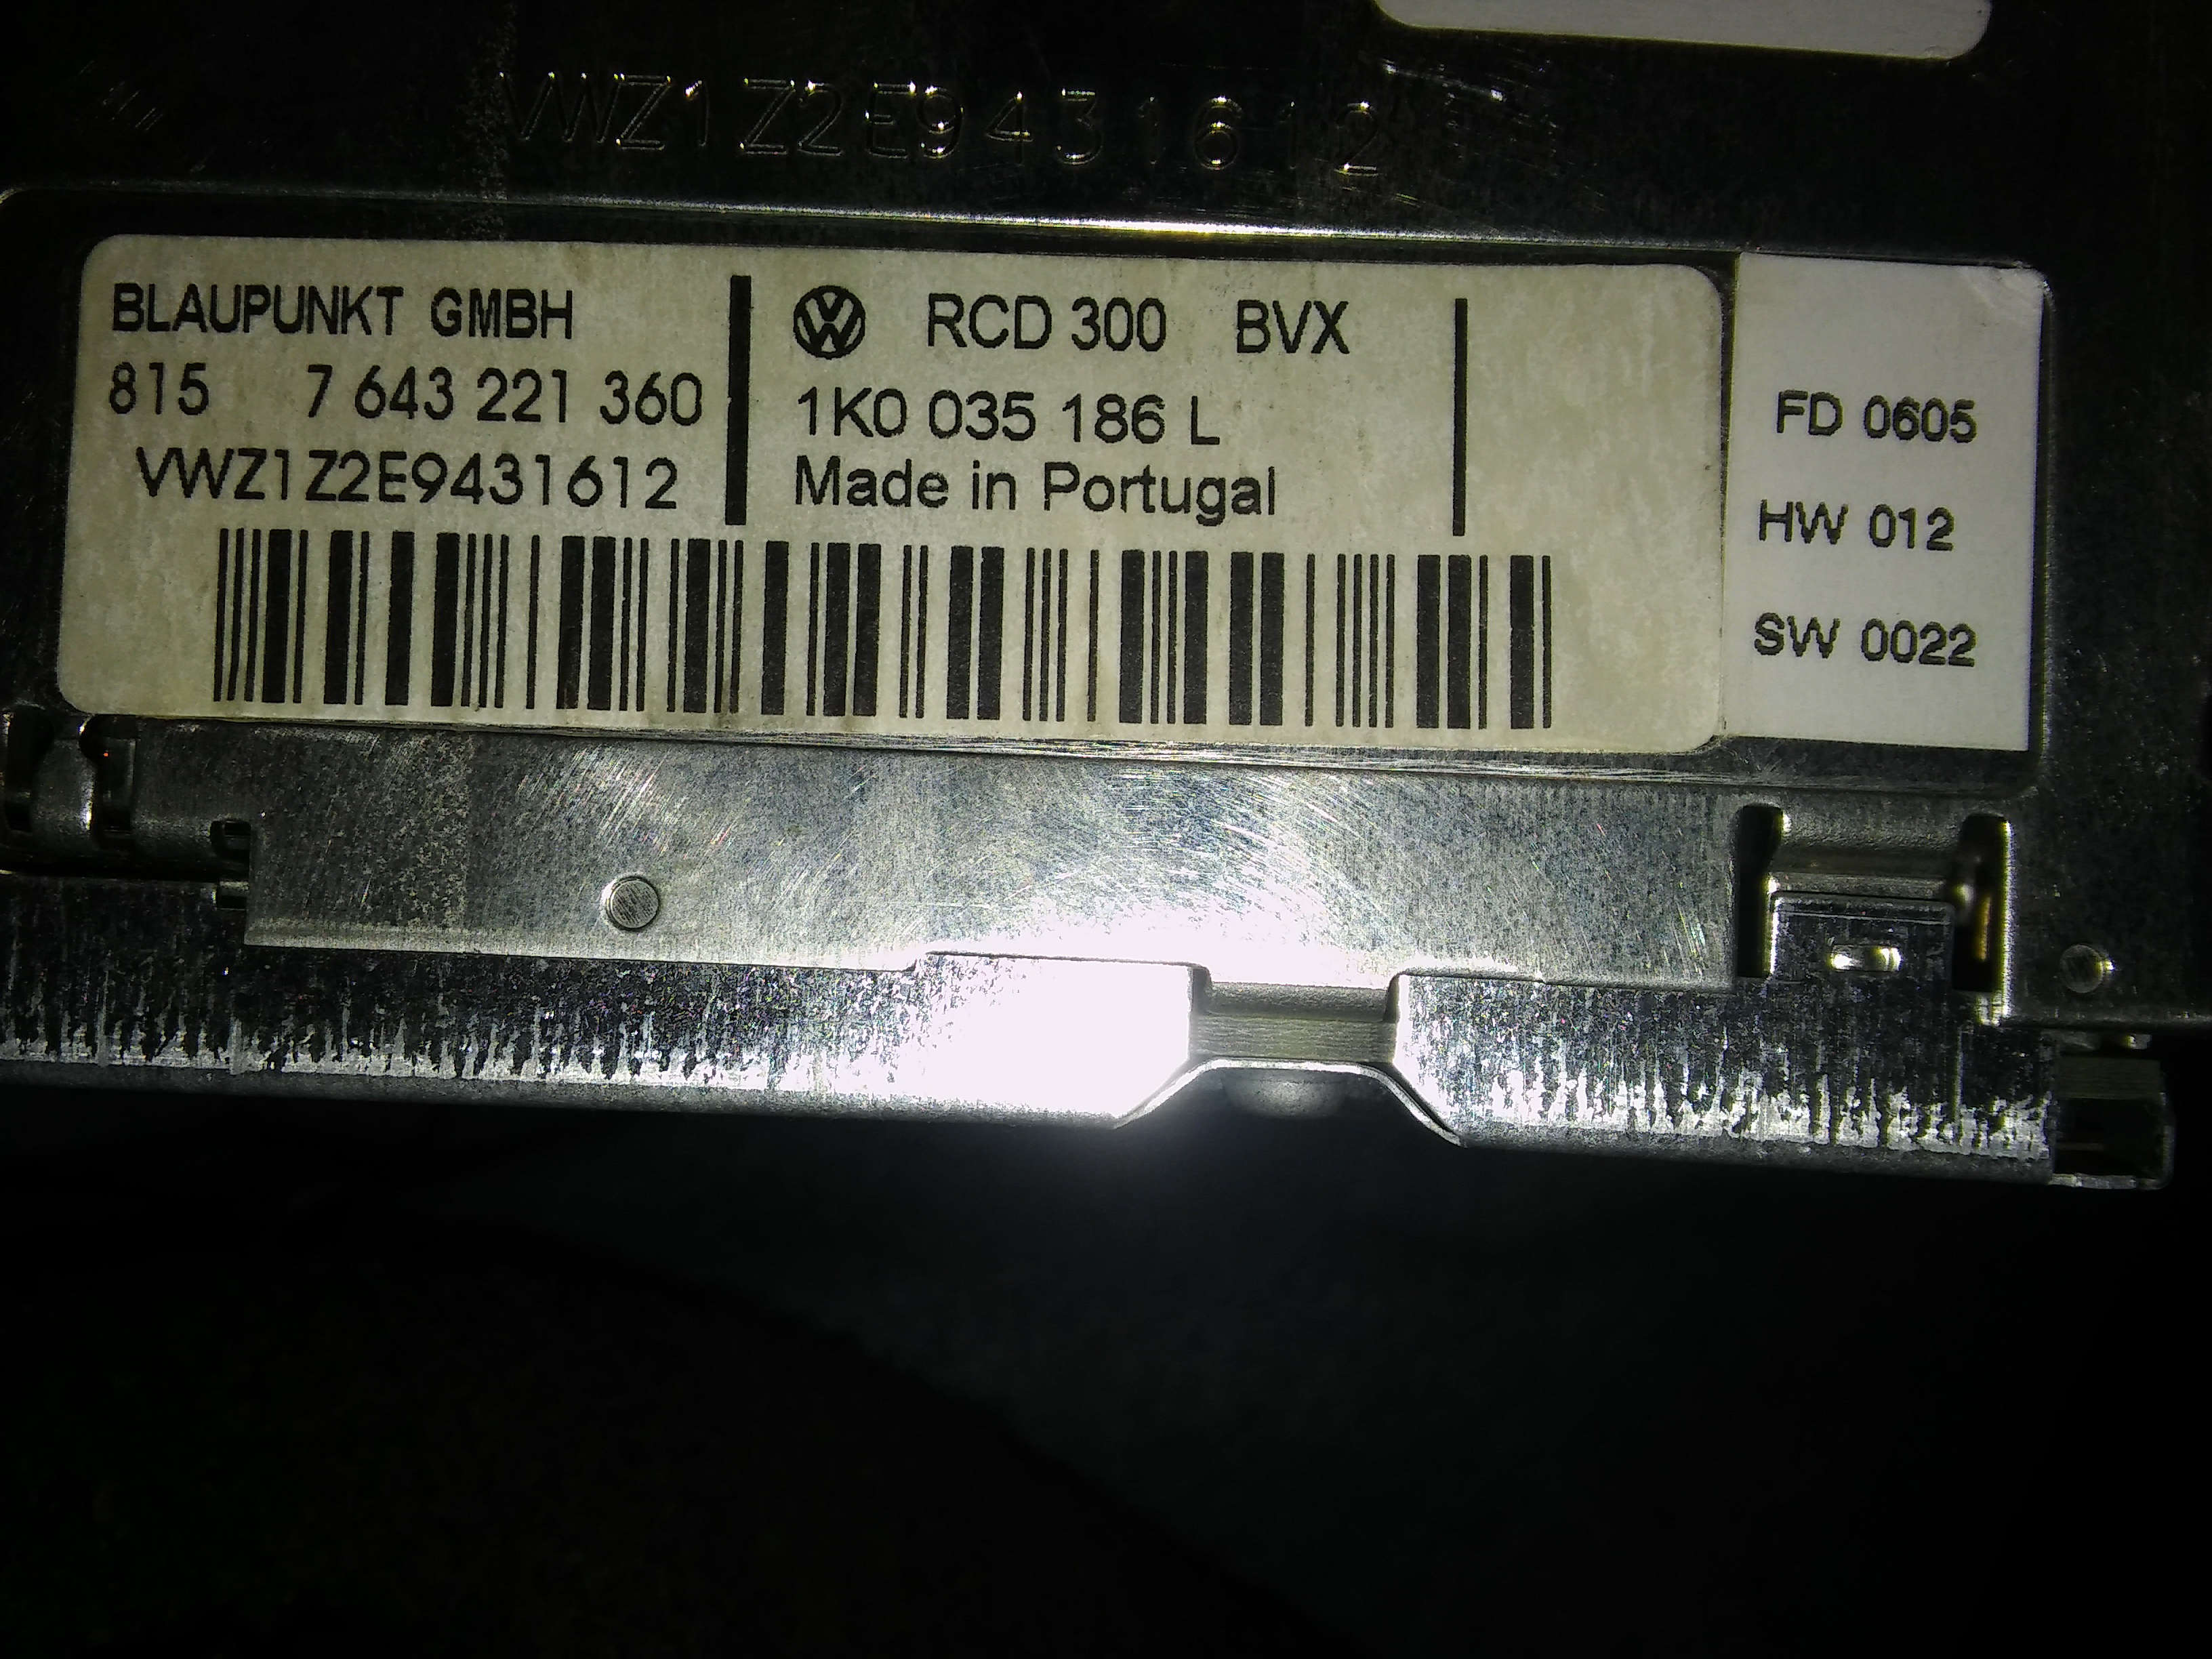 VWZ1Z2E9431612
BLAUPUNKT GMBH
815 7 643 221 360
VWZ1Z2E9431612
RCD 300 BVX
1K0 035 186 L
Made in Portugal
FD 0605
HW 012
SW 0022